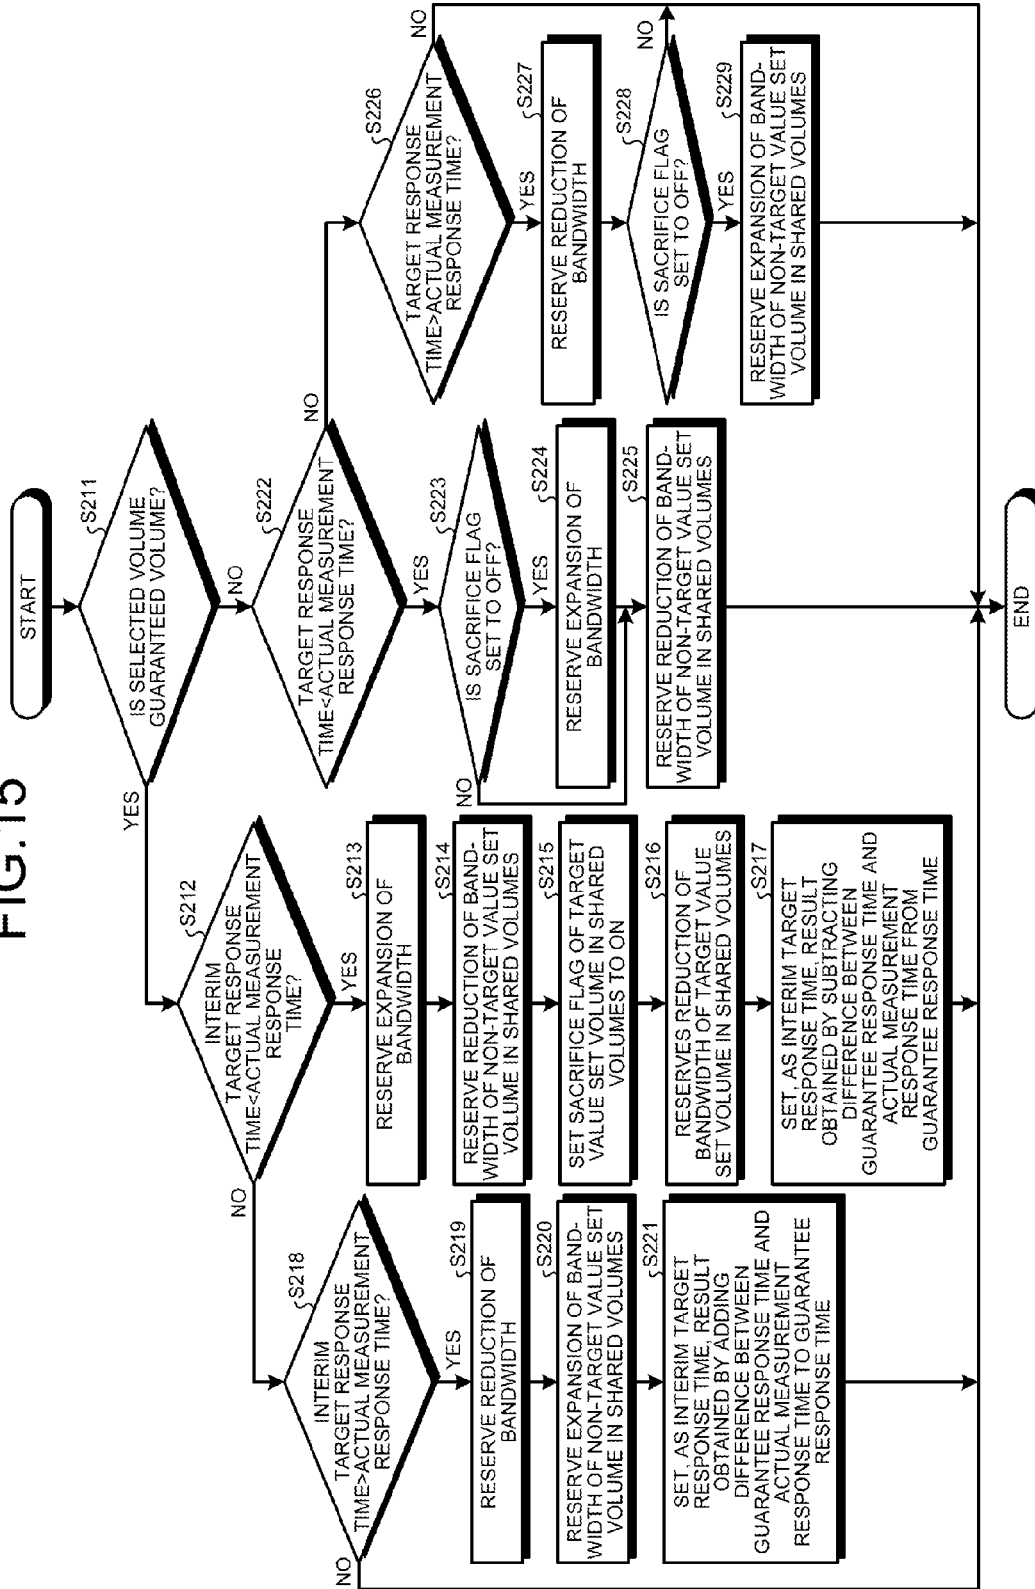 FIG.15
START
S211
IS SELECTED VOLUME
GUARANTEED VOLUME?
YES
NO
S212
INTERIM
TARGET RESPONSE
TIME<ACTUAL MEASUREMENT
RESPONSE
TIME?
YES
NO
S213
RESERVE EXPANSION OF
BANDWIDTH
S214
RESERVE REDUCTION OF BAND-
WIDTH OF NON-TARGET VALUE SET
VOLUME IN SHARED VOLUMES
S215
SET SACRIFICE FLAG OF TARGET
VALUE SET VOLUME IN SHARED
VOLUMES TO ON
S216
RESERVES REDUCTION OF
BANDWIDTH OF TARGET VALUE
SET VOLUME IN SHARED VOLUMES
S217
SET, AS INTERIM TARGET
RESPONSE TIME, RESULT
OBTAINED BY SUBTRACTING
DIFFERENCE BETWEEN
GUARANTEE RESPONSE TIME AND
ACTUAL MEASUREMENT
RESPONSE TIME FROM
GUARANTEE RESPONSE TIME
S218
INTERIM
TARGET RESPONSE
TIME>ACTUAL MEASUREMENT
RESPONSE TIME?
NO
YES
S219
RESERVE REDUCTION OF
BANDWIDTH
S220
RESERVE EXPANSION OF BAND-
WIDTH OF NON-TARGET VALUE SET
VOLUME IN SHARED VOLUMES
S221
SET, AS INTERIM TARGET
RESPONSE TIME, RESULT
OBTAINED BY ADDING
DIFFERENCE BETWEEN
GUARANTEE RESPONSE TIME AND
ACTUAL MEASUREMENT
RESPONSE TIME TO GUARANTEE
RESPONSE TIME
S222
TARGET RESPONSE
TIME<ACTUAL MEASUREMENT
RESPONSE TIME?
NO
YES
S223
IS SACRIFICE FLAG
SET TO OFF?
NO
YES
S224
RESERVE EXPANSION OF
BANDWIDTH
S225
RESERVE REDUCTION OF BAND-
WIDTH OF NON-TARGET VALUE SET
VOLUME IN SHARED VOLUMES
S226
TARGET RESPONSE
TIME>ACTUAL MEASUREMENT
RESPONSE TIME?
NO
YES
S227
RESERVE REDUCTION OF
BANDWIDTH
S228
IS SACRIFICE FLAG
SET TO OFF?
NO
YES
S229
RESERVE EXPANSION OF BAND-
WIDTH OF NON-TARGET VALUE SET
VOLUME IN SHARED VOLUMES
END